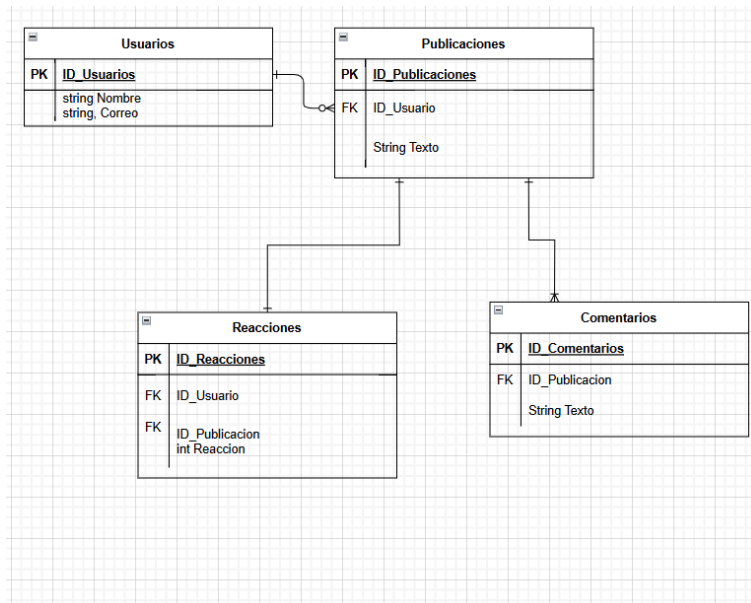 Usuarios
PK ID_Usuarios
string Nombre
string, Correo
Publicaciones
PK ID_Publicaciones
FK ID_Usuario
String Texto
Reacciones
PK ID_Reacciones
FK ID_Usuario
FK ID_Publicacion
int Reaccion
Comentarios
PK ID_Comentarios
FK ID_Publicacion
String Texto